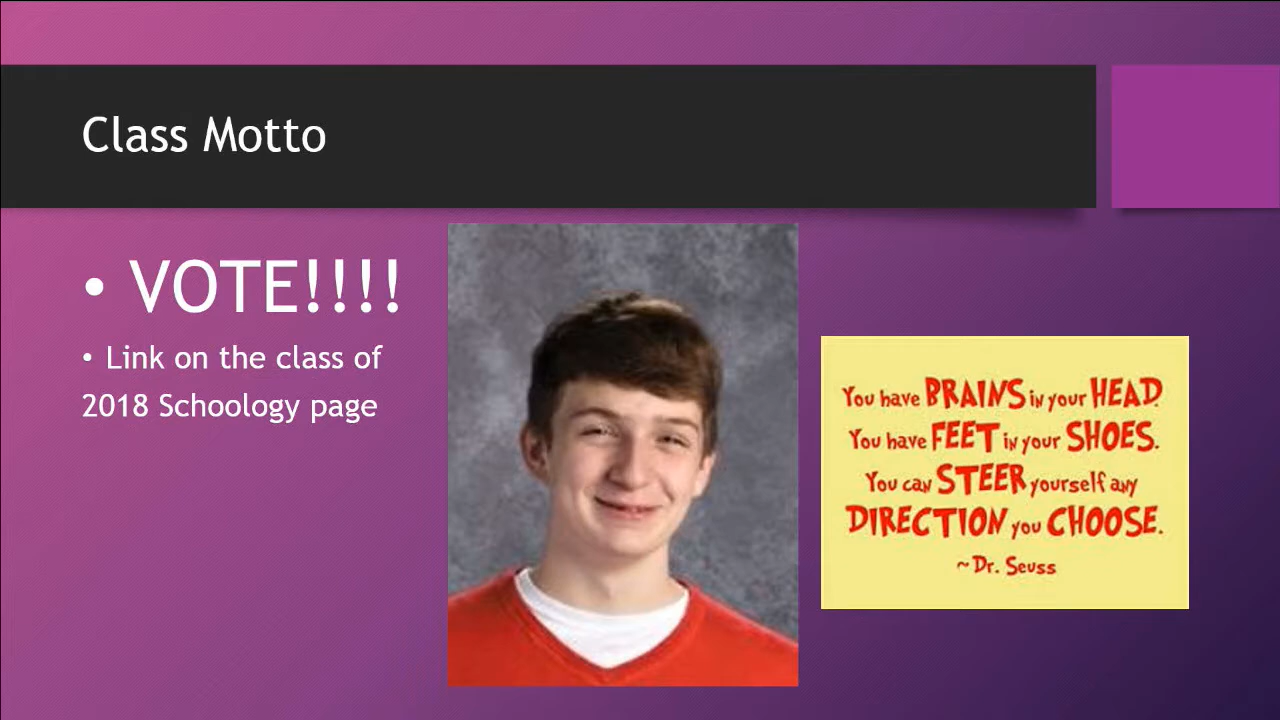 Class Motto
• VOTE!!!!
• Link on the class of
2018 Schoology page
You have BRAINS in your HEAD.
You have FEET in your SHOES.
You can STEER yourself any
DIRECTION you CHOOSE.
~Dr. Seuss